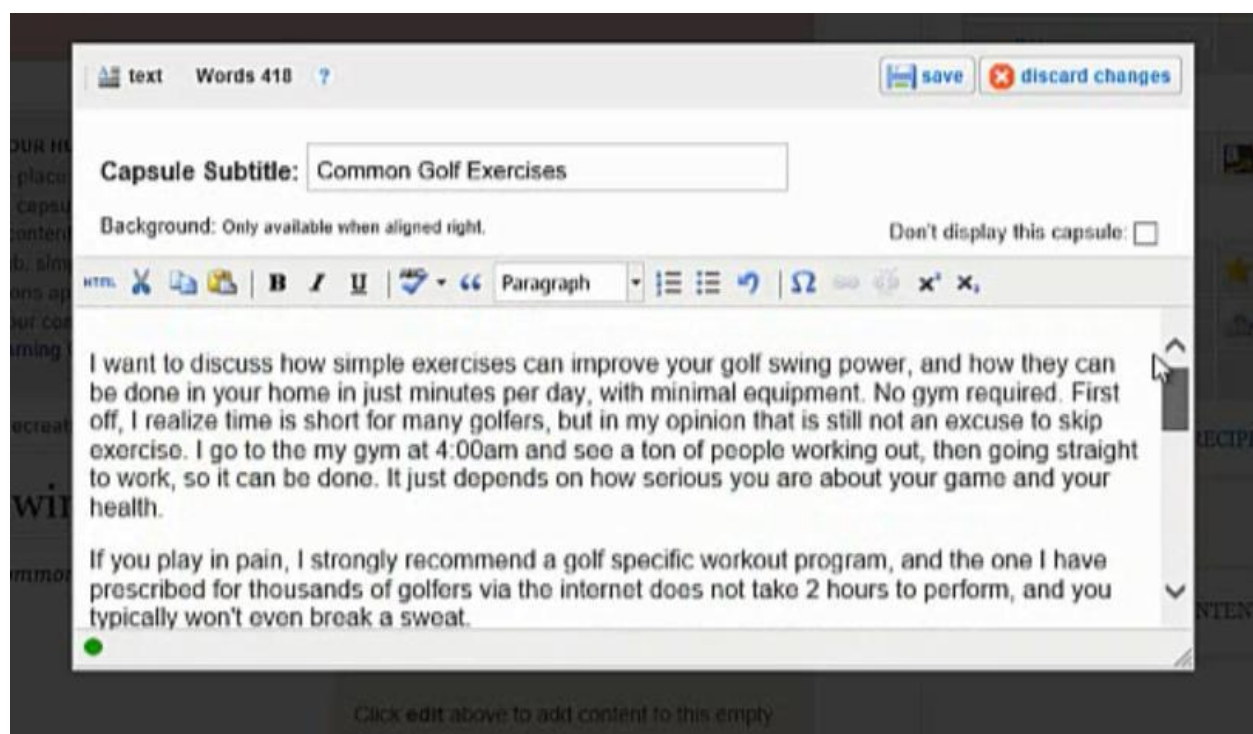 text Words 418 ?
save discard changes
Capsule Subtitle: Common Golf Exercises
Background: Only available when aligned right.
Don't display this capsule:
HTML B I U ABC “ Paragraph Ω x² x,
I want to discuss how simple exercises can improve your golf swing power, and how they can
be done in your home in just minutes per day, with minimal equipment. No gym required. First
off, I realize time is short for many golfers, but in my opinion that is still not an excuse to skip
exercise. I go to the my gym at 4:00am and see a ton of people working out, then going straight
to work, so it can be done. It just depends on how serious you are about your game and your
health.
If you play in pain, I strongly recommend a golf specific workout program, and the one I have
prescribed for thousands of golfers via the internet does not take 2 hours to perform, and you
typically won't even break a sweat.
Click edit above to add content to this empty